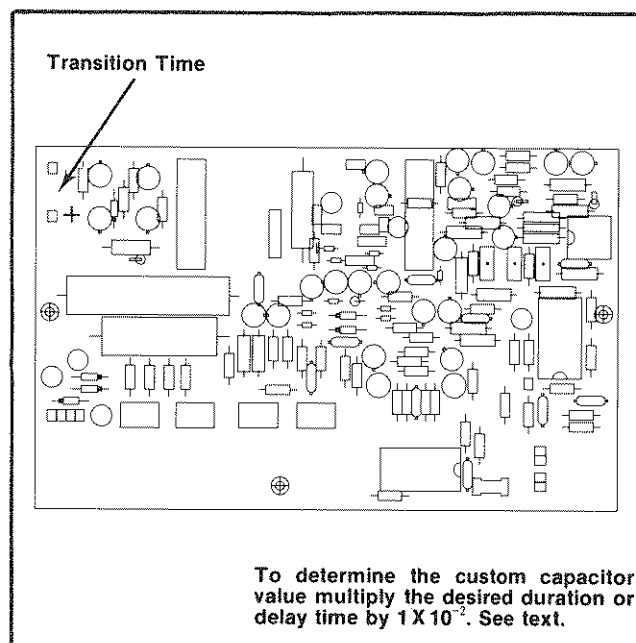 Transition Time
+
To determine the custom capacitor
value multiply the desired duration or
delay time by 1 X 10⁻². See text.